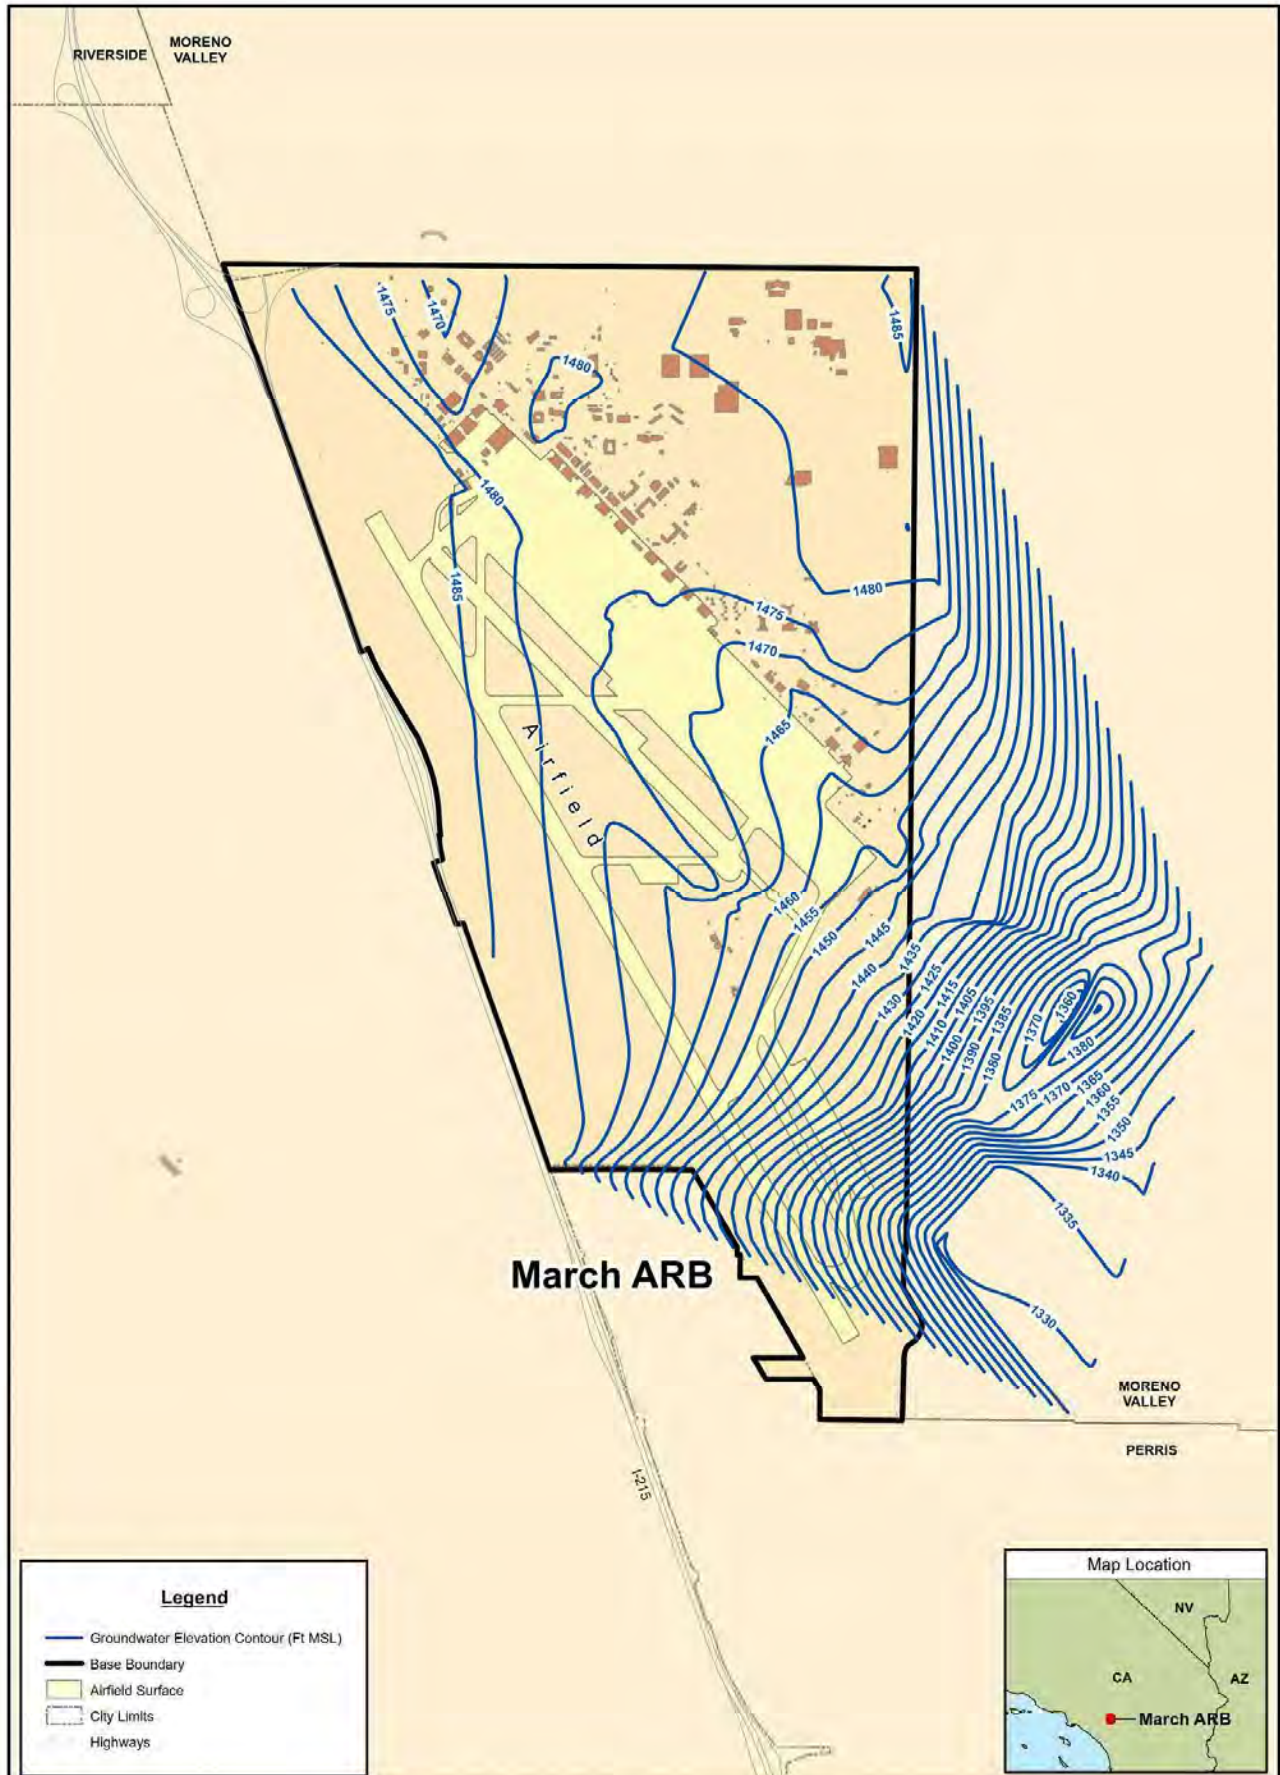 RIVERSIDE
MORENO
VALLEY
1475
1470
1485
1480
1480
1485
1480
1475
1470
1465
Airfield
1460
1455
1450
1445
1440
1435
1430
1425
1420
1415
1410
1405
1400
1395
1390
1385
1380
1370
1360
1380
1375
1370
1365
1360
1355
1350
1345
1340
1335
1330
March ARB
MORENO
VALLEY
PERRIS
I-215
Legend
Groundwater Elevation Contour (Ft MSL)
Base Boundary
Airfield Surface
City Limits
Highways
Map Location
NV
CA
AZ
March ARB